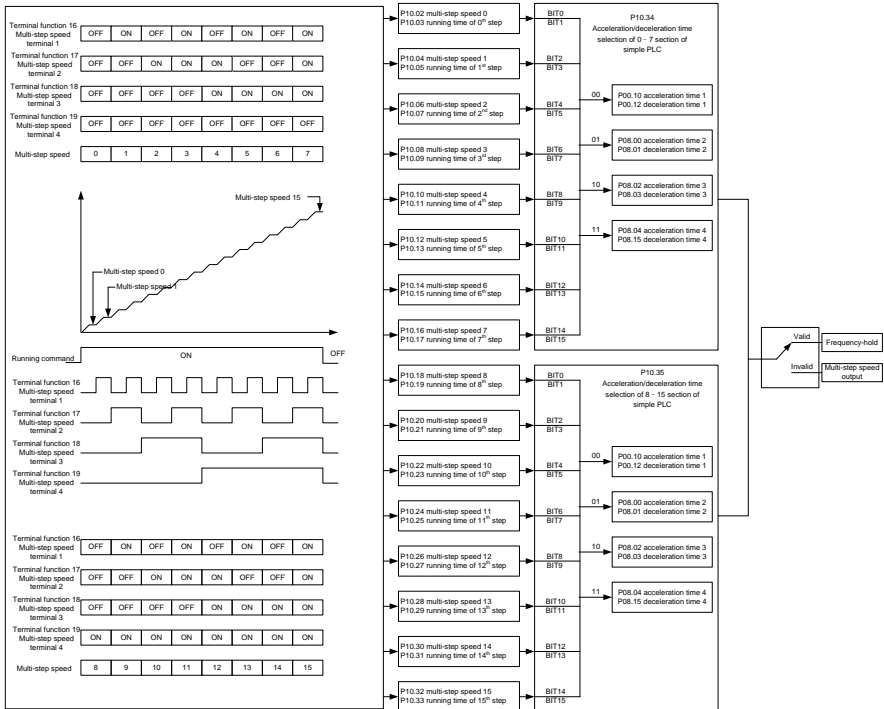 Terminal function 16
Multi-step speed
terminal 1
OFF ON OFF ON OFF ON OFF ON
Terminal function 17
Multi-step speed
terminal 2
OFF OFF ON ON OFF OFF ON ON
Terminal function 18
Multi-step speed
terminal 3
OFF OFF OFF OFF ON ON ON ON
Terminal function 19
Multi-step speed
terminal 4
OFF OFF OFF OFF OFF OFF OFF OFF
Multi-step speed
0 1 2 3 4 5 6 7
Multi-step speed 15
Multi-step speed 0
Multi-step speed 1
Running command
ON
OFF
Terminal function 16
Multi-step speed
terminal 1
Terminal function 17
Multi-step speed
terminal 2
Terminal function 18
Multi-step speed
terminal 3
Terminal function 19
Multi-step speed
terminal 4
Terminal function 16
Multi-step speed
terminal 1
OFF ON OFF ON OFF ON OFF ON
Terminal function 17
Multi-step speed
terminal 2
OFF OFF ON ON OFF OFF ON ON
Terminal function 18
Multi-step speed
terminal 3
OFF OFF OFF OFF ON ON ON ON
Terminal function 19
Multi-step speed
terminal 4
ON ON ON ON ON ON ON ON
Multi-step speed
8 9 10 11 12 13 14 15
P10.02 multi-step speed 0
P10.03 running time of 0th step
P10.04 multi-step speed 1
P10.05 running time of 1st step
P10.06 multi-step speed 2
P10.07 running time of 2nd step
P10.08 multi-step speed 3
P10.09 running time of 3rd step
P10.10 multi-step speed 4
P10.11 running time of 4th step
P10.12 multi-step speed 5
P10.13 running time of 5th step
P10.14 multi-step speed 6
P10.15 running time of 6th step
P10.16 multi-step speed 7
P10.17 running time of 7th step
P10.18 multi-step speed 8
P10.19 running time of 8th step
P10.20 multi-step speed 9
P10.21 running time of 9th step
P10.22 multi-step speed 10
P10.23 running time of 10th step
P10.24 multi-step speed 11
P10.25 running time of 11th step
P10.26 multi-step speed 12
P10.27 running time of 12th step
P10.28 multi-step speed 13
P10.29 running time of 13th step
P10.30 multi-step speed 14
P10.31 running time of 14th step
P10.32 multi-step speed 15
P10.33 running time of 15th step
BIT0
BIT1
BIT2
BIT3
BIT4
BIT5
BIT6
BIT7
BIT8
BIT9
BIT10
BIT11
BIT12
BIT13
BIT14
BIT15
P10.34
Acceleration/deceleration time
selection of 0 - 7 section of
simple PLC
00
P00.10 acceleration time 1
P00.12 deceleration time 1
01
P08.00 acceleration time 2
P08.01 deceleration time 2
10
P08.02 acceleration time 3
P08.03 deceleration time 3
11
P08.04 acceleration time 4
P08.15 deceleration time 4
BIT0
BIT1
BIT2
BIT3
BIT4
BIT5
BIT6
BIT7
BIT8
BIT9
BIT10
BIT11
BIT12
BIT13
BIT14
BIT15
P10.35
Acceleration/deceleration time
selection of 8 - 15 section of
simple PLC
00
P00.10 acceleration time 1
P00.12 deceleration time 1
01
P08.00 acceleration time 2
P08.01 deceleration time 2
10
P08.02 acceleration time 3
P08.03 deceleration time 3
11
P08.04 acceleration time 4
P08.15 deceleration time 4
Valid
Frequency-hold
Invalid
Multi-step speed
output